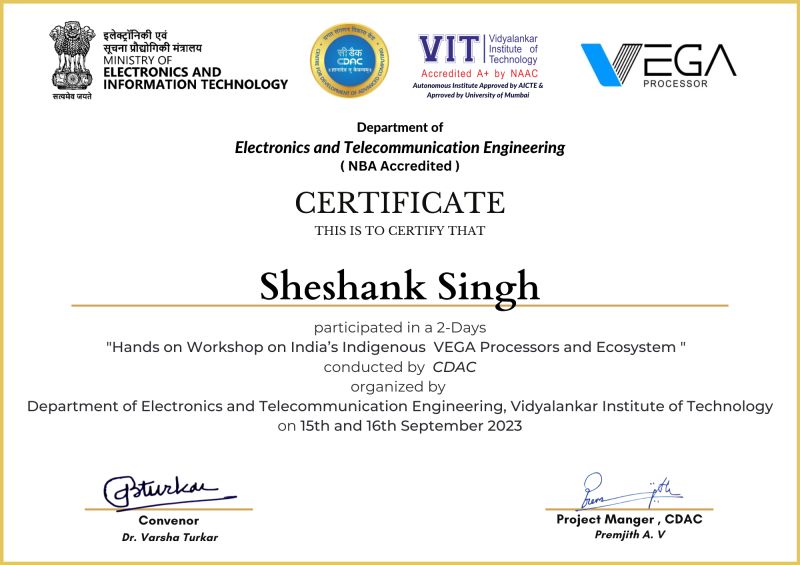 इलेक्ट्रॉनिकी एवं
सूचना प्रौद्योगिकी मंत्रालय
MINISTRY OF
ELECTRONICS AND
INFORMATION TECHNOLOGY
सत्यमेव जयते
सीडैक
CDAC
CENTRE FOR DEVELOPMENT OF ADVANCED COMPUTING
VIT
Vidyalankar
Institute of
Technology
Accredited A+ by NAAC
Autonomous Institute Approved by AICTE &
Aprroved by University of Mumbai
VEGA
PROCESSOR
Department of
Electronics and Telecommunication Engineering
( NBA Accredited )
CERTIFICATE
THIS IS TO CERTIFY THAT
Sheshank Singh
participated in a 2-Days
"Hands on Workshop on India’s Indigenous VEGA Processors and Ecosystem "
conducted by CDAC
organized by
Department of Electronics and Telecommunication Engineering, Vidyalankar Institute of Technology
on 15th and 16th September 2023
Convenor
Dr. Varsha Turkar
Project Manger , CDAC
Premjith A. V